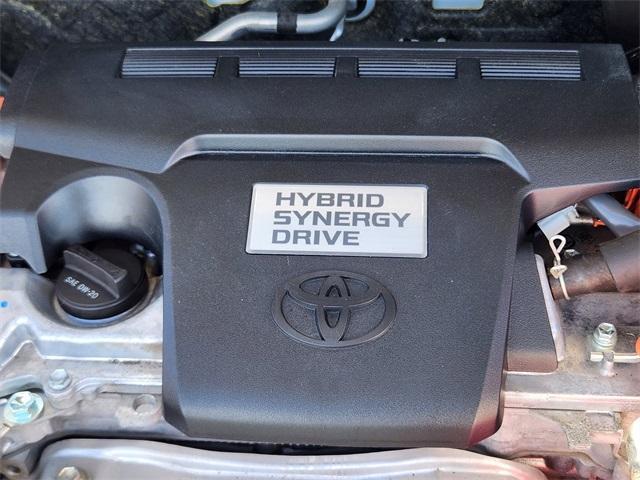 HYBRID
SYNERGY
DRIVE
SAE 0W-20